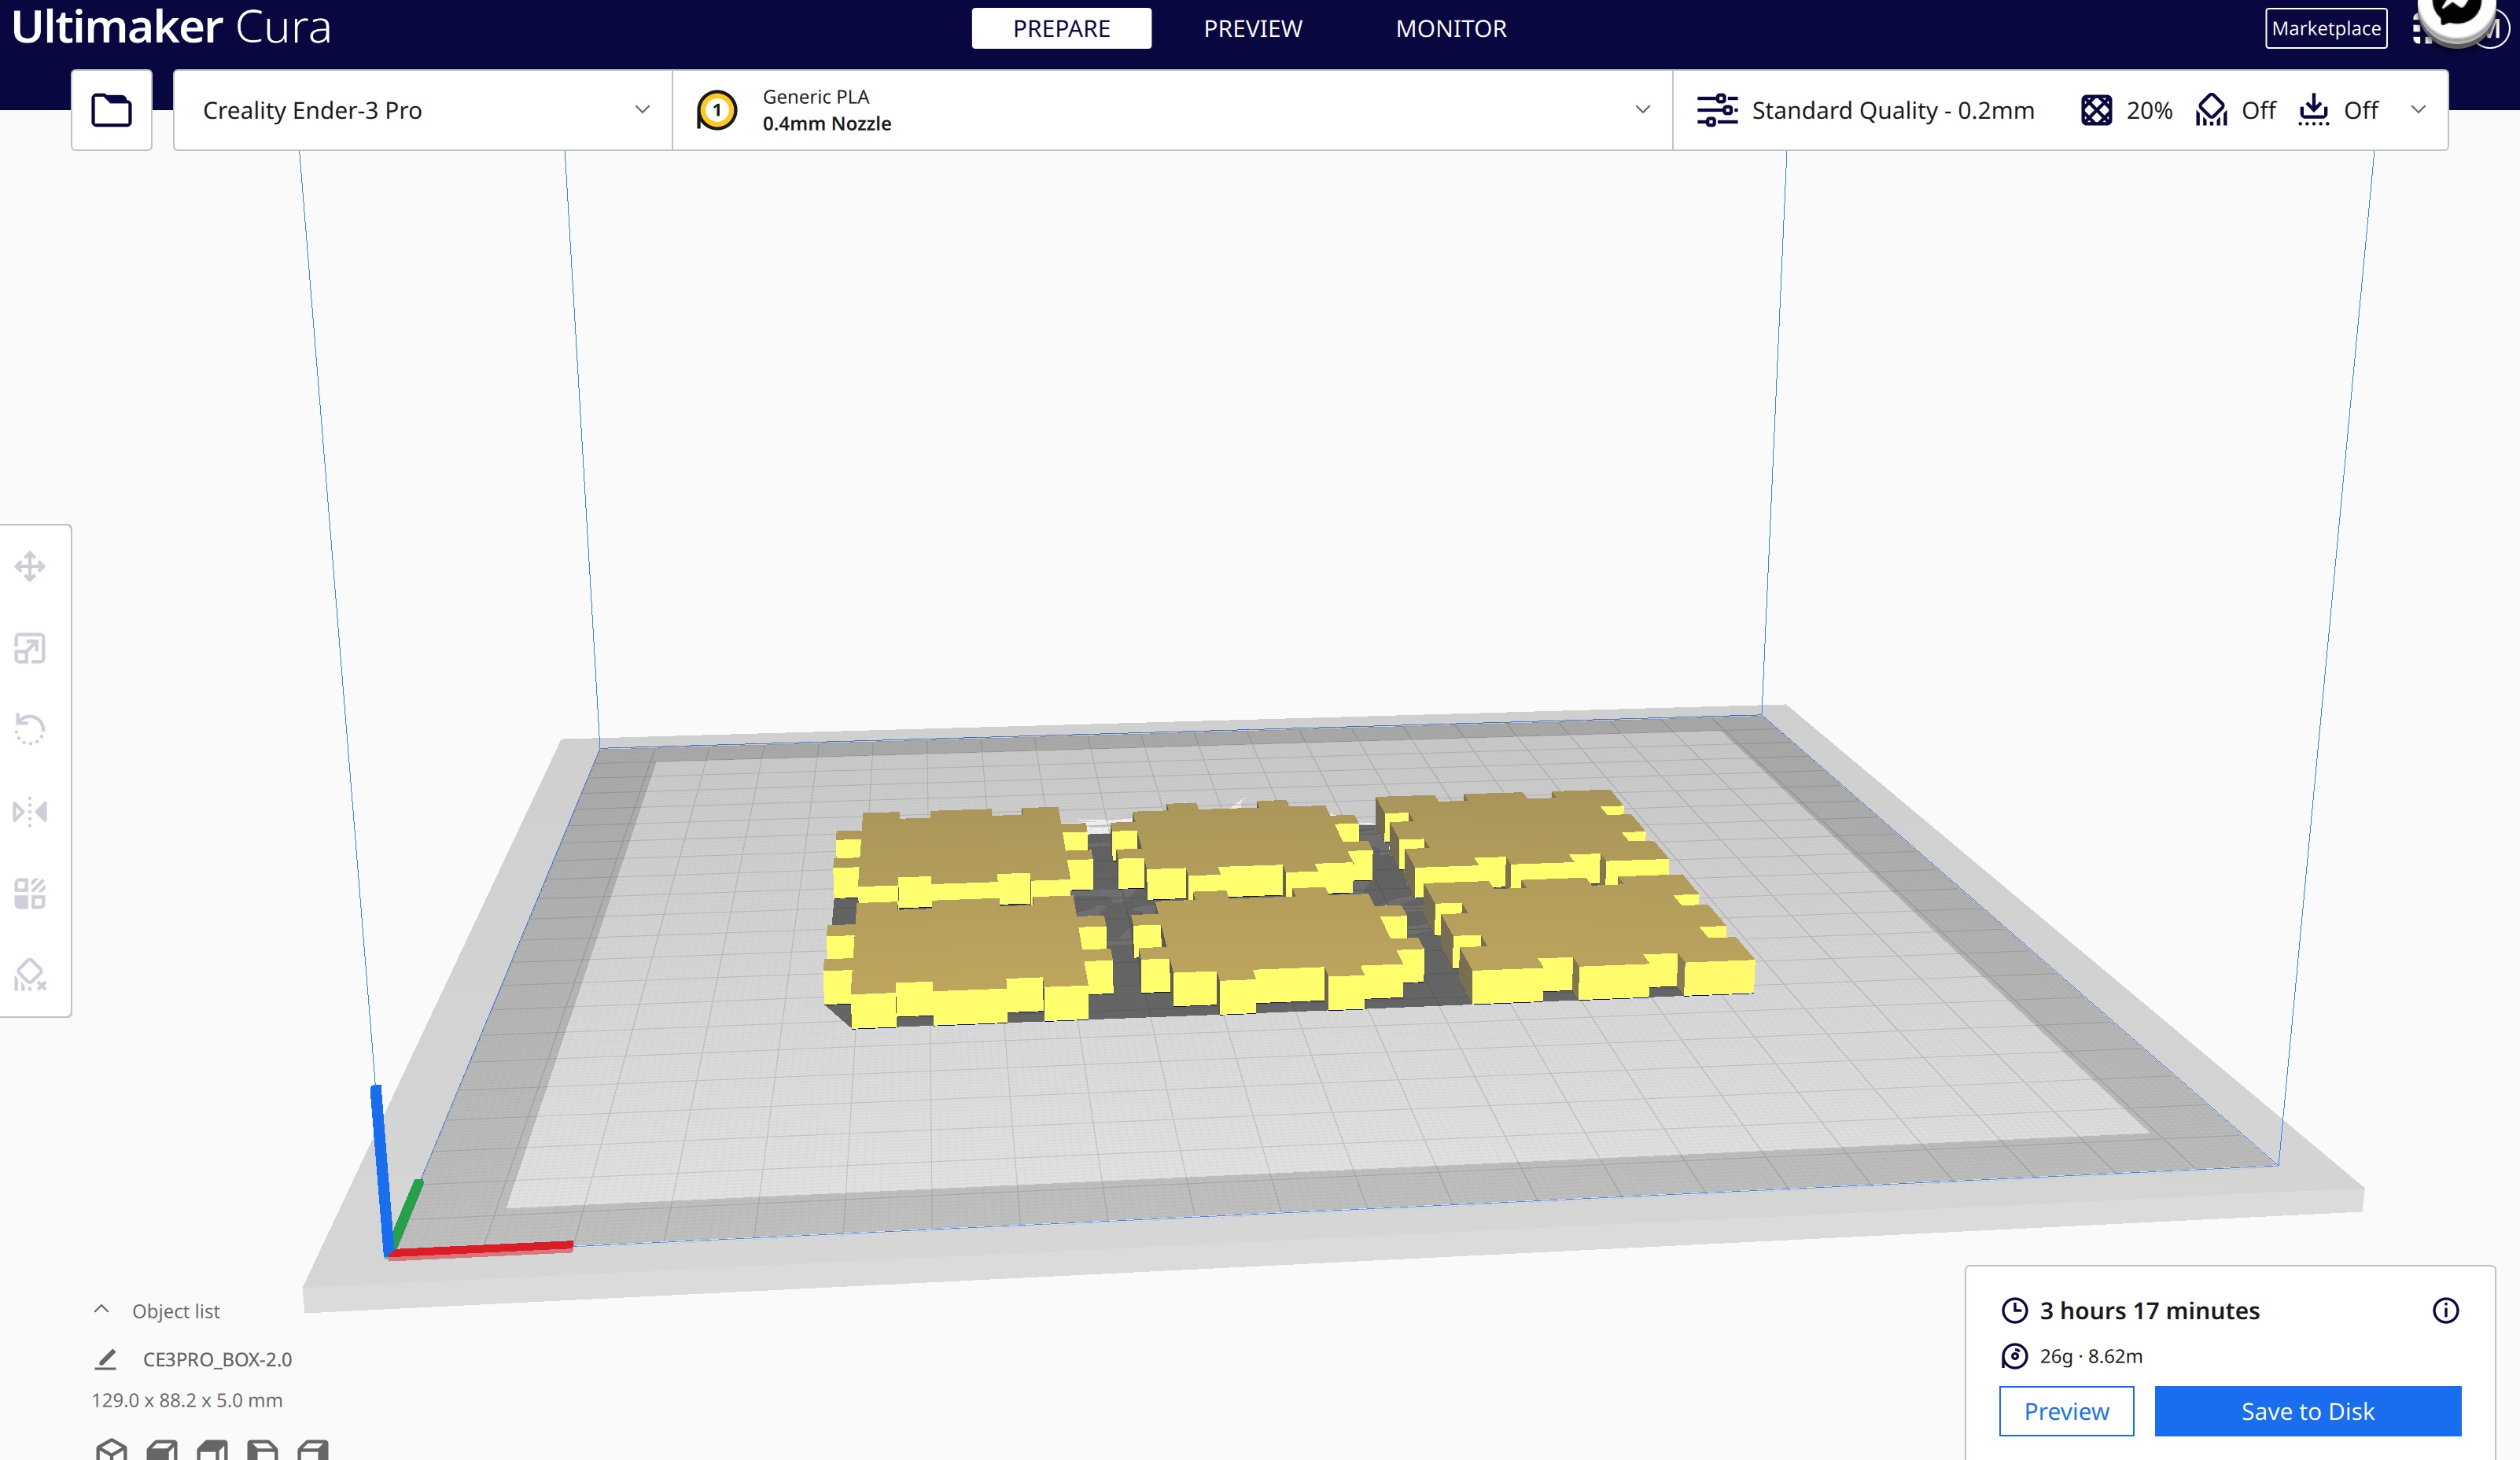 Ultimaker Cura
PREPARE
PREVIEW
MONITOR
Marketplace
Creality Ender-3 Pro
1
Generic PLA
0.4mm Nozzle
Standard Quality - 0.2mm
20%
Off
Off
Object list
CE3PRO_BOX-2.0
129.0 x 88.2 x 5.0 mm
3 hours 17 minutes
26g · 8.62m
Preview
Save to Disk